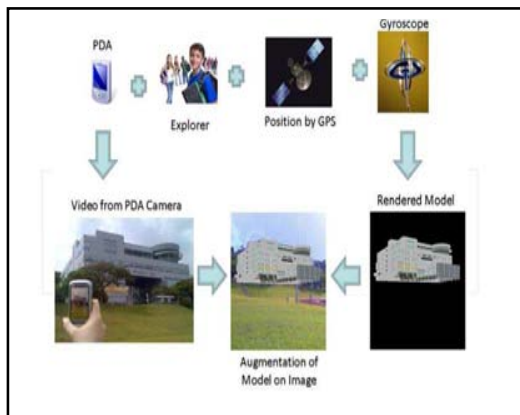 Gyroscope
PDA
Explorer
Position by GPS
Video from PDA Camera
Rendered Model
Augmentation of
Model on Image